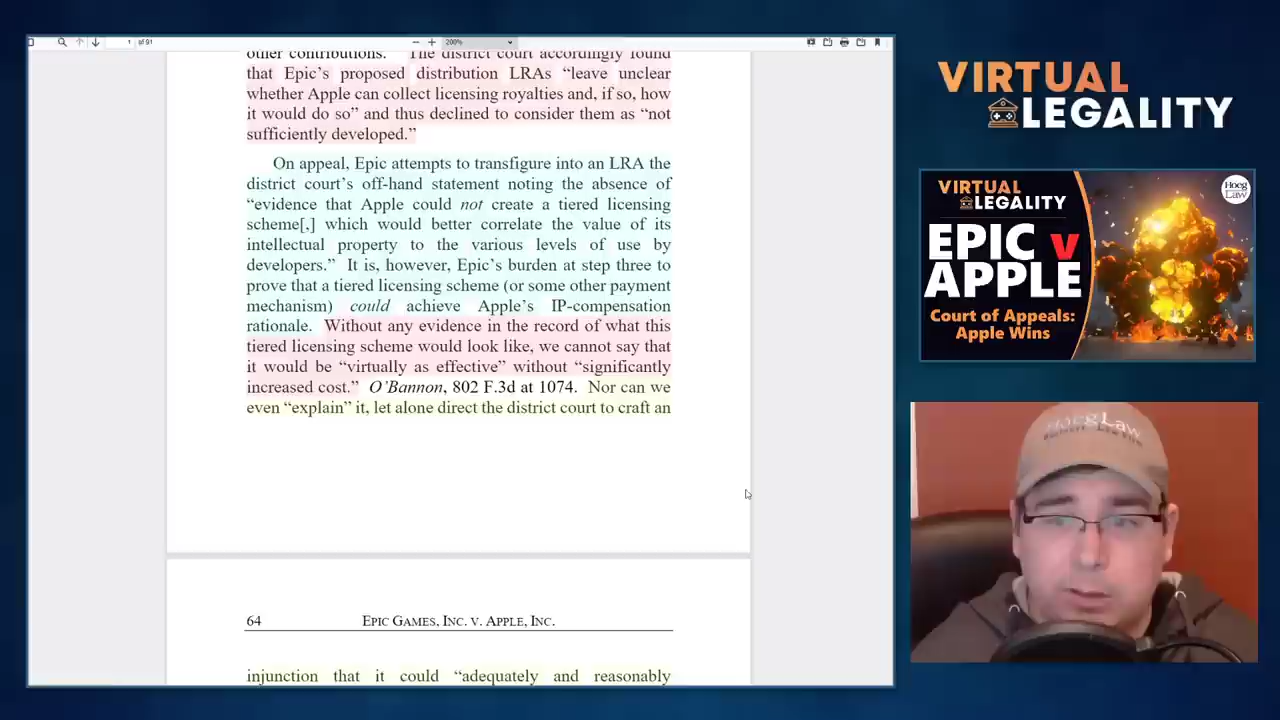 1 of 91
200%
other contributions. The district court accordingly found
that Epic's proposed distribution LRAs “leave unclear
whether Apple can collect licensing royalties and, if so, how
it would do so” and thus declined to consider them as “not
sufficiently developed.”
On appeal, Epic attempts to transfigure into an LRA the
district court's off-hand statement noting the absence of
“evidence that Apple could not create a tiered licensing
scheme[,] which would better correlate the value of its
intellectual property to the various levels of use by
developers.” It is, however, Epic's burden at step three to
prove that a tiered licensing scheme (or some other payment
mechanism) could achieve Apple's IP-compensation
rationale. Without any evidence in the record of what this
tiered licensing scheme would look like, we cannot say that
it would be “virtually as effective” without “significantly
increased cost.” O'Bannon, 802 F.3d at 1074. Nor can we
even “explain” it, let alone direct the district court to craft an
64 EPIC GAMES, INC. V. APPLE, INC.
injunction that it could “adequately and reasonably
VIRTUAL
LEGALITY
VIRTUAL
LEGALITY
Hoeg
Law
EPIC v
APPLE
Court of Appeals:
Apple Wins
HoegLaw